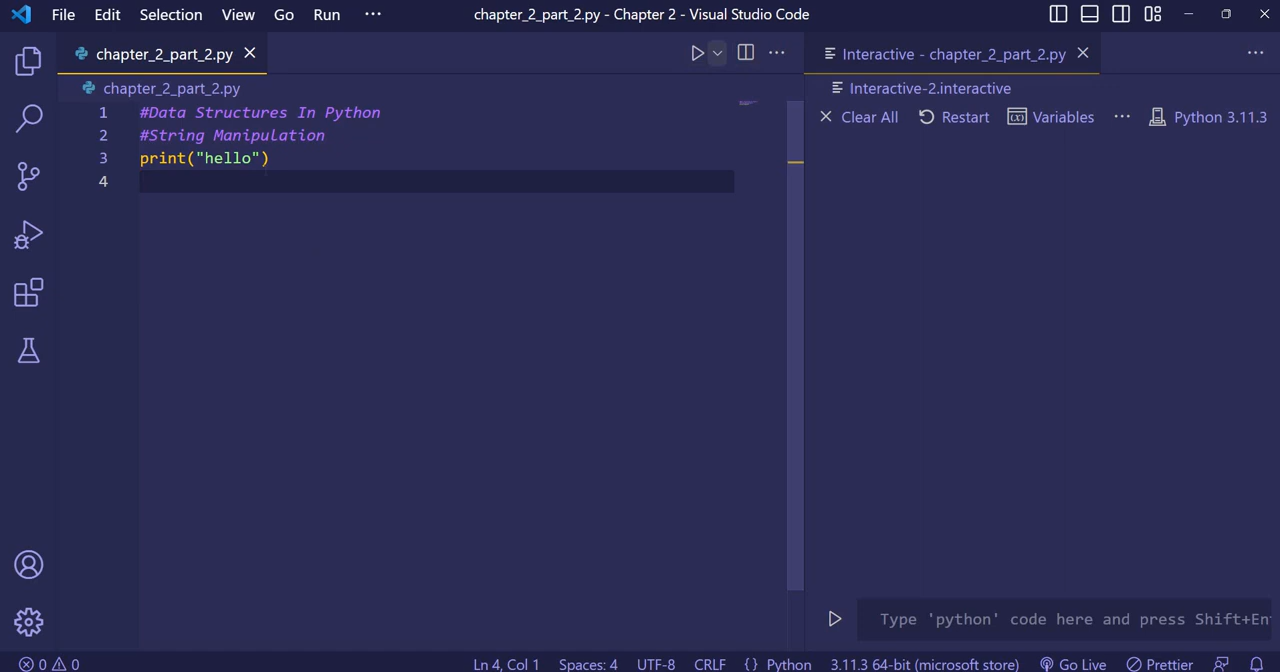 File Edit Selection View Go Run ··· chapter_2_part_2.py - Chapter 2 - Visual Studio Code
chapter_2_part_2.py
Interactive - chapter_2_part_2.py
chapter_2_part_2.py
Interactive-2.interactive
Clear All Restart Variables ··· Python 3.11.3
1 #Data Structures In Python
2 #String Manipulation
3 print("hello")
4
Type 'python' code here and press Shift+En
0 0 Ln 4, Col 1 Spaces: 4 UTF-8 CRLF {} Python 3.11.3 64-bit (microsoft store) Go Live Prettier